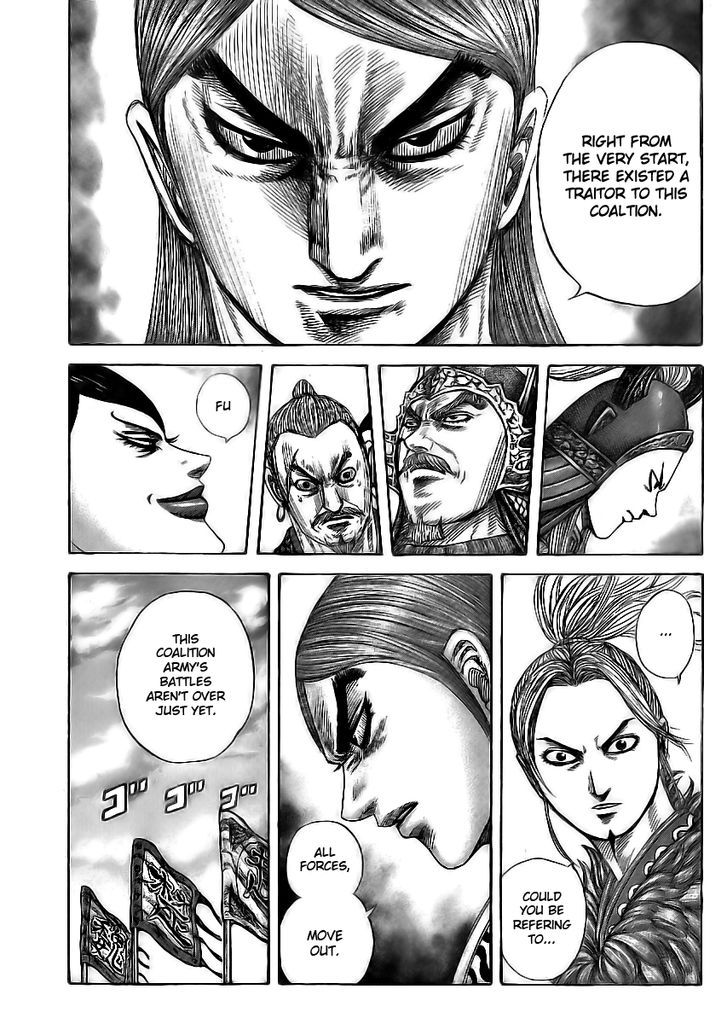 RIGHT FROM
THE VERY START,
THERE EXISTED A
TRAITOR TO THIS
COALTION.
FU
...
COULD
YOU BE
REFERING
TO...
ALL
FORCES,
MOVE
OUT.
THIS
COALITION
ARMY'S
BATTLES
AREN'T OVER
JUST YET.
ゴ゛ ゴ゛ ゴ゛